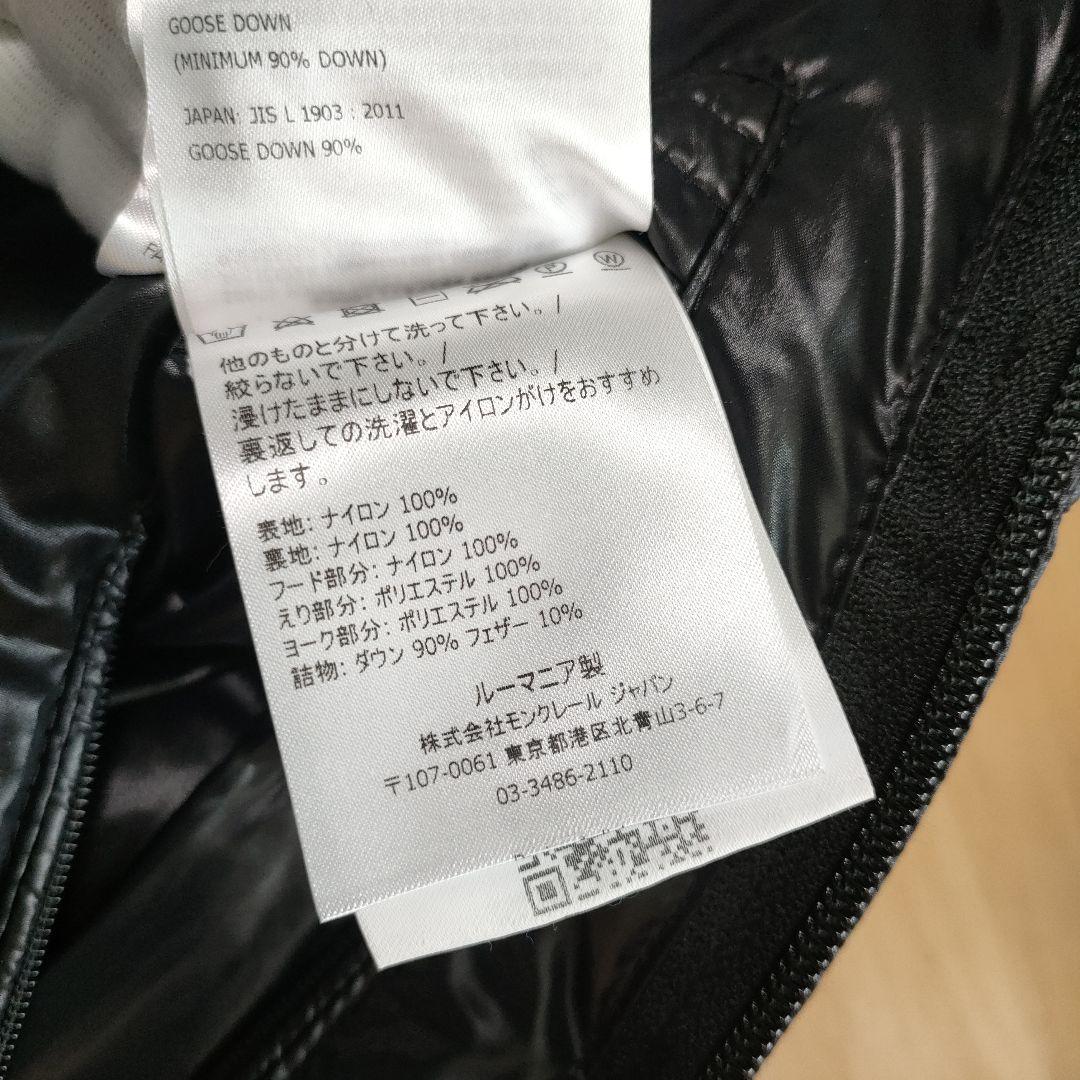 GOOSE DOWN
(MINIMUM 90% DOWN)
JAPAN: JIS L 1903 : 2011
GOOSE DOWN 90%
P W
他のものと分けて洗って下さい。/
絞らないで下さい。/
浸けたままにしないで下さい。/
裏返しての洗濯とアイロンがけをおすすめ
します。
表地: ナイロン 100%
裏地: ナイロン 100%
フード部分: ナイロン 100%
えり部分: ポリエステル 100%
ヨーク部分: ポリエステル 100%
詰物: ダウン 90% フェザー 10%
ルーマニア製
株式会社モンクレール ジャパン
〒107-0061 東京都港区北青山3-6-7
03-3486-2110